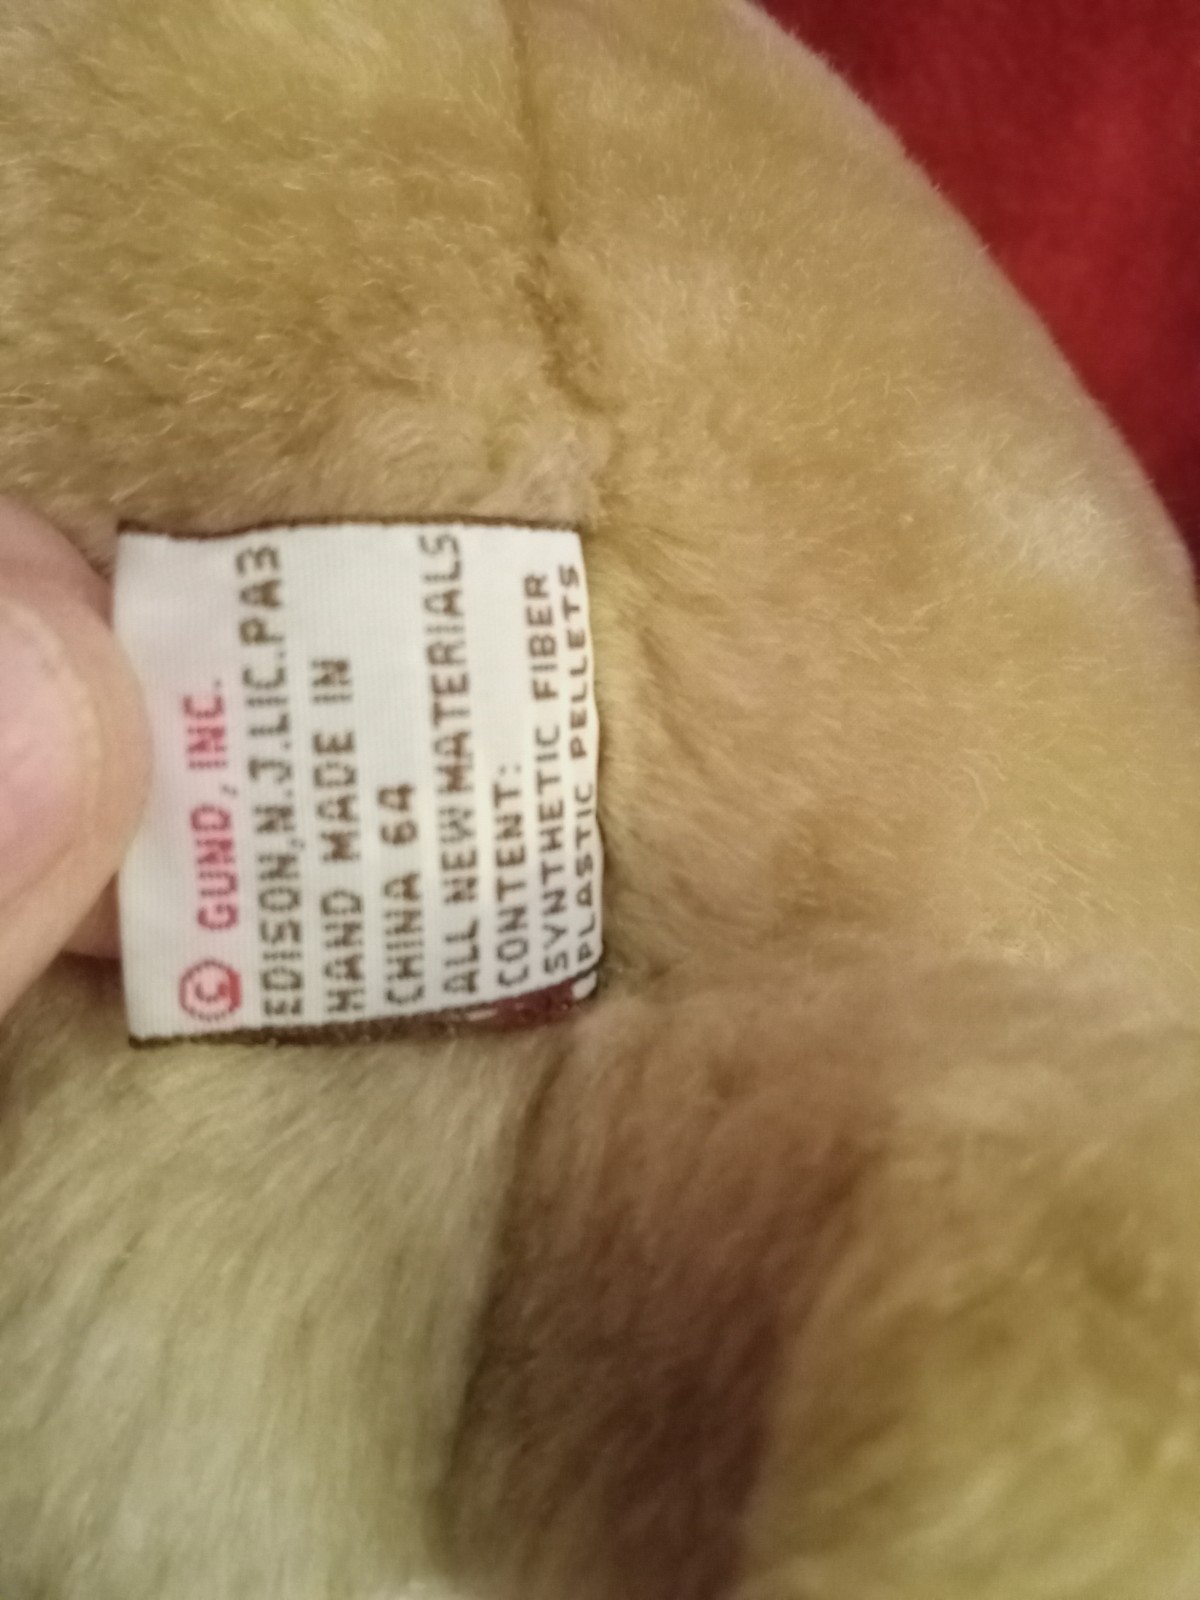 © GUND, INC.
EDISON,N.J.LIC.PA3
HAND MADE IN
CHINA 64
ALL NEW MATERIALS
CONTENT:
SYNTHETIC FIBER
PLASTIC PELLETS